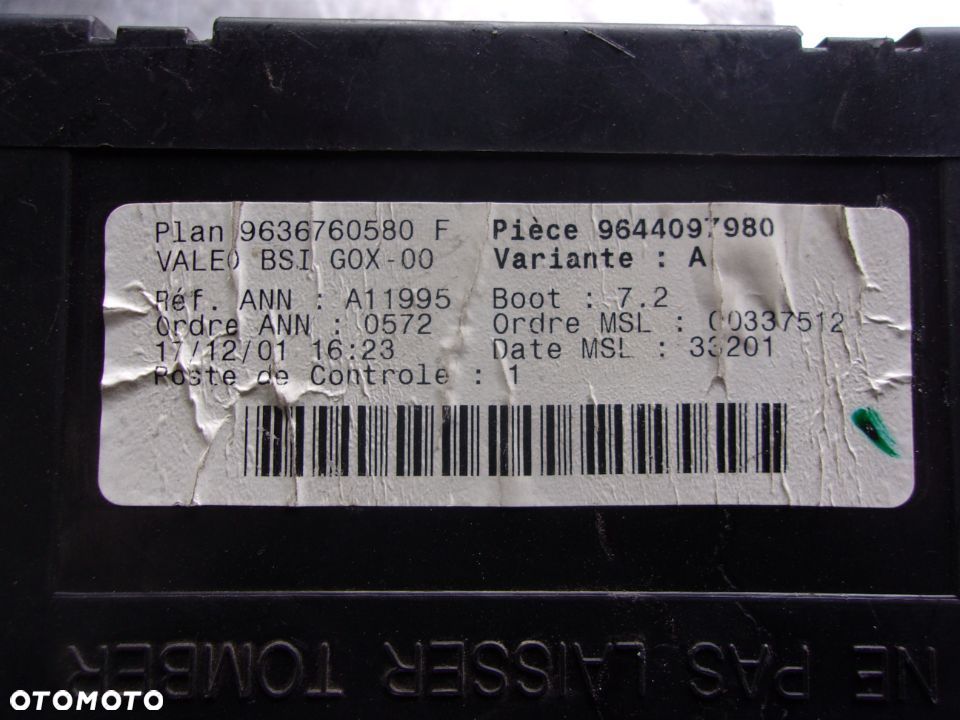 Plan 9636760580 F Pièce 9644097980
VALEO BSI G0X-00 Variante : A
Réf. ANN : A11995 Boot : 7.2
Ordre ANN : 0572 Ordre MSL : 00337512
17/12/01 16:23 Date MSL : 33201
Poste de Controle : 1
NE PAS LAISSER TOMBER
OTOMOTO